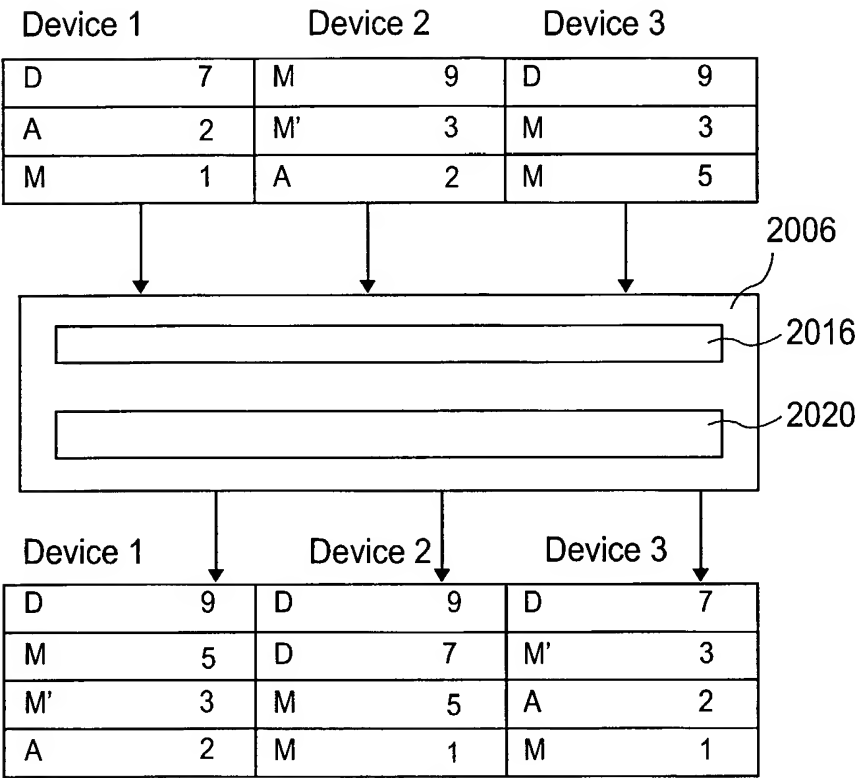 Device 1 Device 2 Device 3
D 7 M 9 D 9
A 2 M' 3 M 3
M 1 A 2 M 5
2006
2016
2020
Device 1 Device 2 Device 3
D 9 D 9 D 7
M 5 D 7 M' 3
M' 3 M 5 A 2
A 2 M 1 M 1